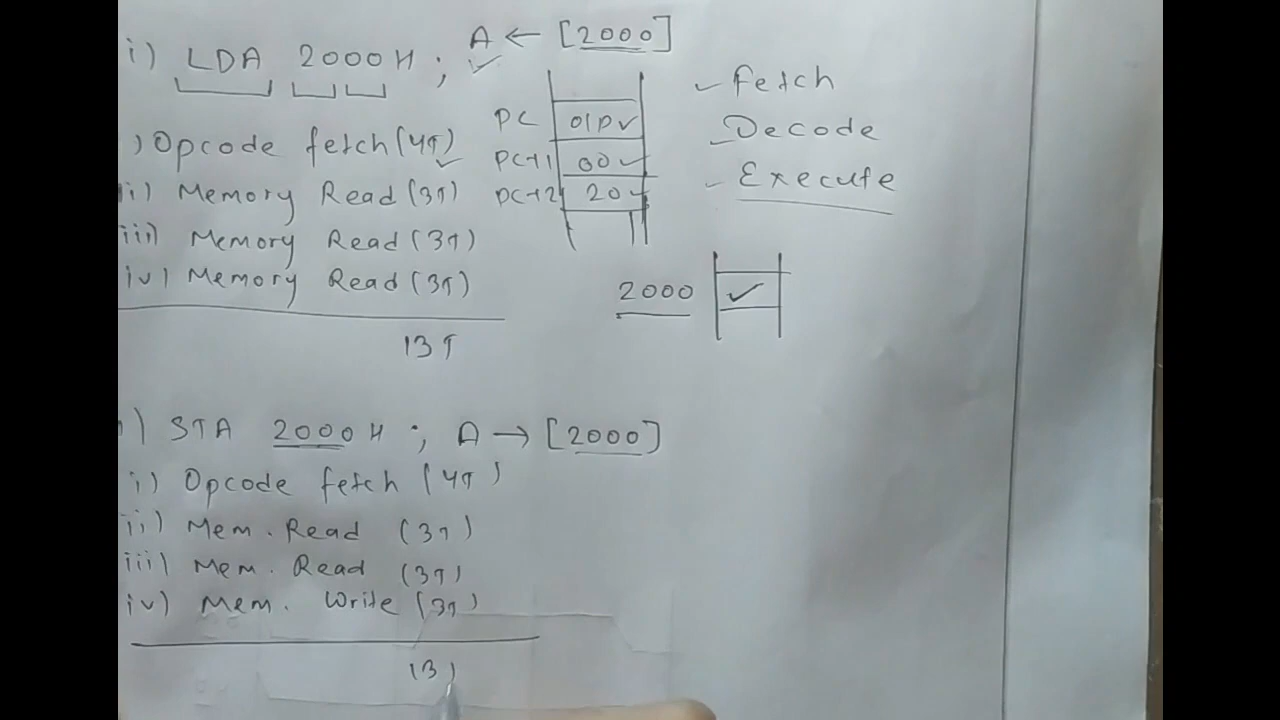 i) LDA 2000H ; A ← [2000]
) Opcode fetch (4T)
ii) Memory Read (3T)
iii) Memory Read (3T)
iv) Memory Read (3T)
13T
PC O/P
PC+1 00
PC+2 20
Fetch
Decode
Execute
2000
) STA 2000H ; A → [2000]
i) Opcode fetch (4T)
ii) Mem. Read (3T)
iii) Mem. Read (3T)
iv) Mem. Write (3T)
13